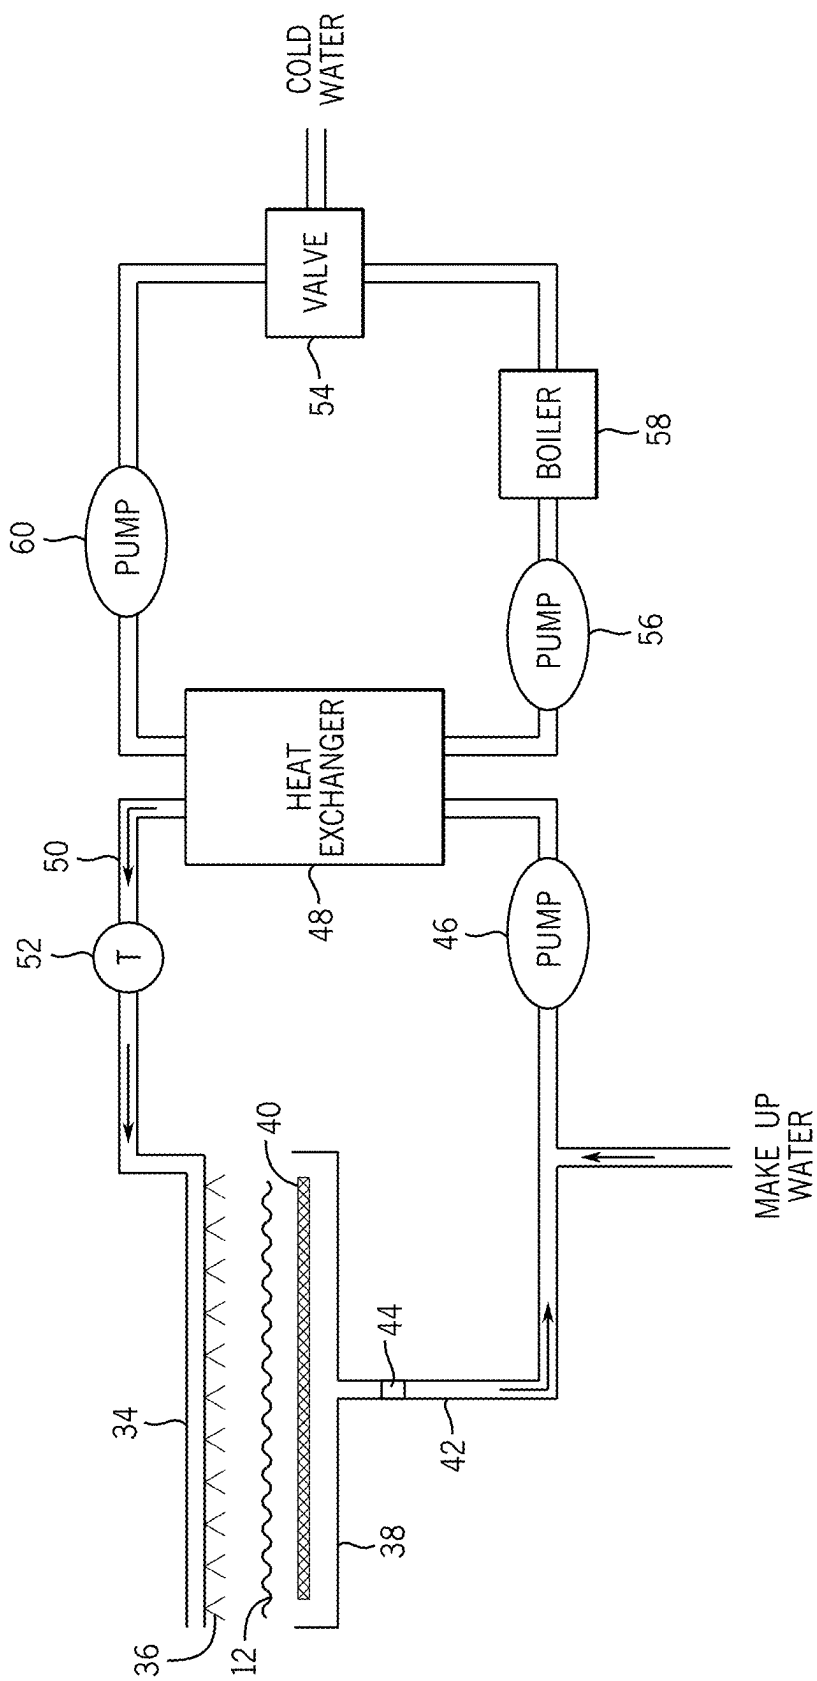 36
34
52
50
60
PUMP
T
12
40
HEAT
EXCHANGER
48
VALVE
54
COLD
WATER
38
44
42
46
PUMP
PUMP
56
BOILER
58
MAKE UP
WATER